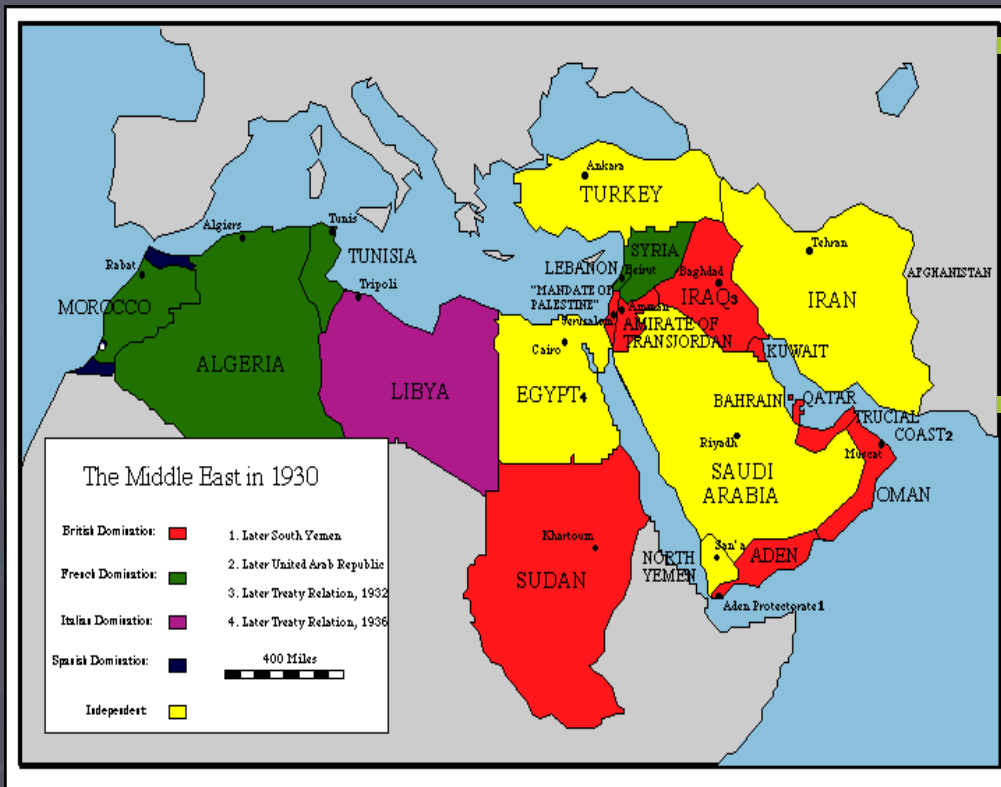 Ankara
TURKEY
Algiers
Tunis
TUNISIA
Rabat
MOROCCO
Tripoli
ALGERIA
LIBYA
LEBANON
SYRIA
Beirut
"MANDATE OF
PALESTINE"
Jerusalem
Amman
AMIRATE OF
TRANSJORDAN
Baghdad
IRAQ3
Tehran
IRAN
AFGHANISTAN
Cairo
EGYPT4
KUWAIT
BAHRAIN
QATAR
TRUCIAL
COAST2
Riyadh
SAUDI
ARABIA
Muscat
OMAN
Khartoum
SUDAN
NORTH
YEMEN
San'a
ADEN
Aden Protectorate 1
The Middle East in 1930
British Domination:
French Domination:
Italian Domination:
Spanish Domination:
Independent
1. Later South Yemen
2. Later United Arab Republic
3. Later Treaty Relation, 1932
4. Later Treaty Relation, 1936
400 Miles